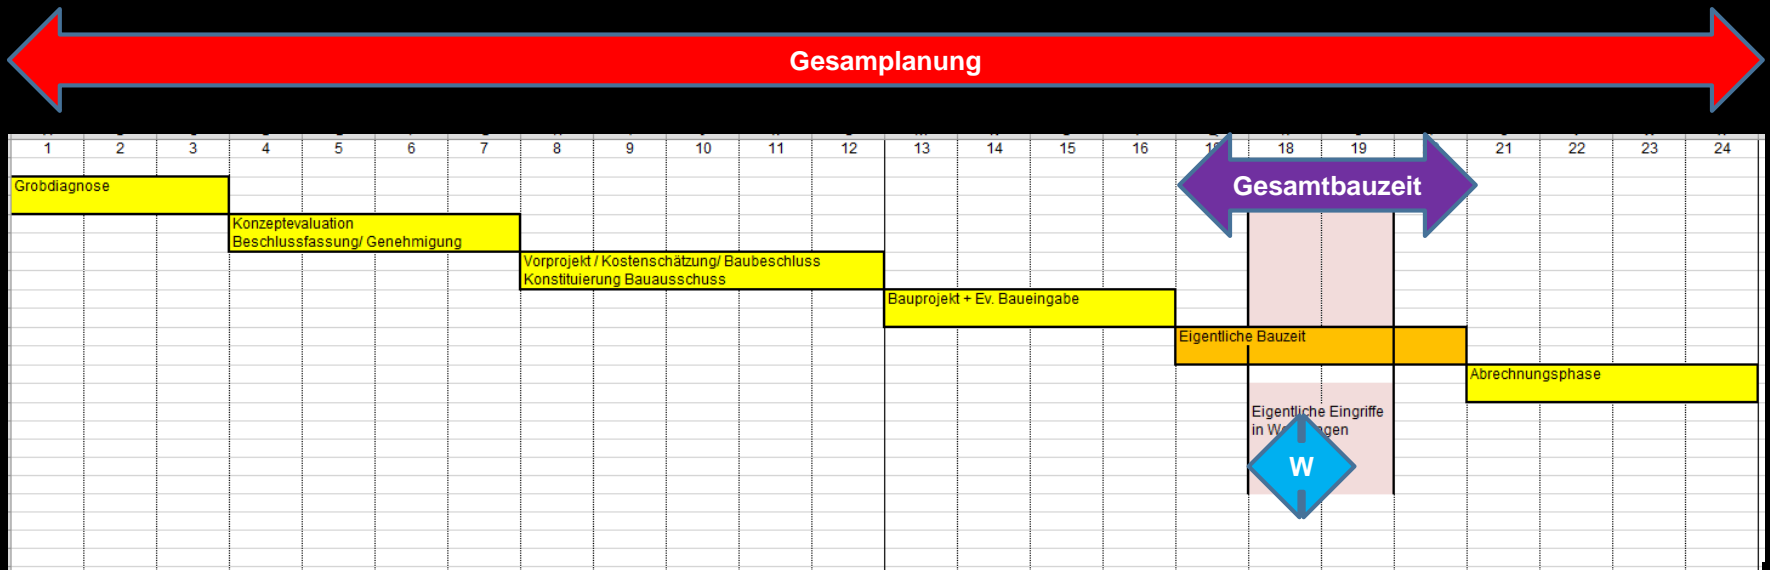 Gesamplanung
1 2 3 4 5 6 7 8 9 10 11 12 13 14 15 16 18 19 21 22 23 24
Gesamtbauzeit
Grobdiagnose
Konzeptevaluation
Beschlussfassung/ Genehmigung
Vorprojekt / Kostenschätzung/ Baubeschluss
Konstituierung Bauausschuss
Bauprojekt + Ev. Baueingabe
Eigentliche Bauzeit
Abrechnungsphase
Eigentliche Eingriffe
in
W